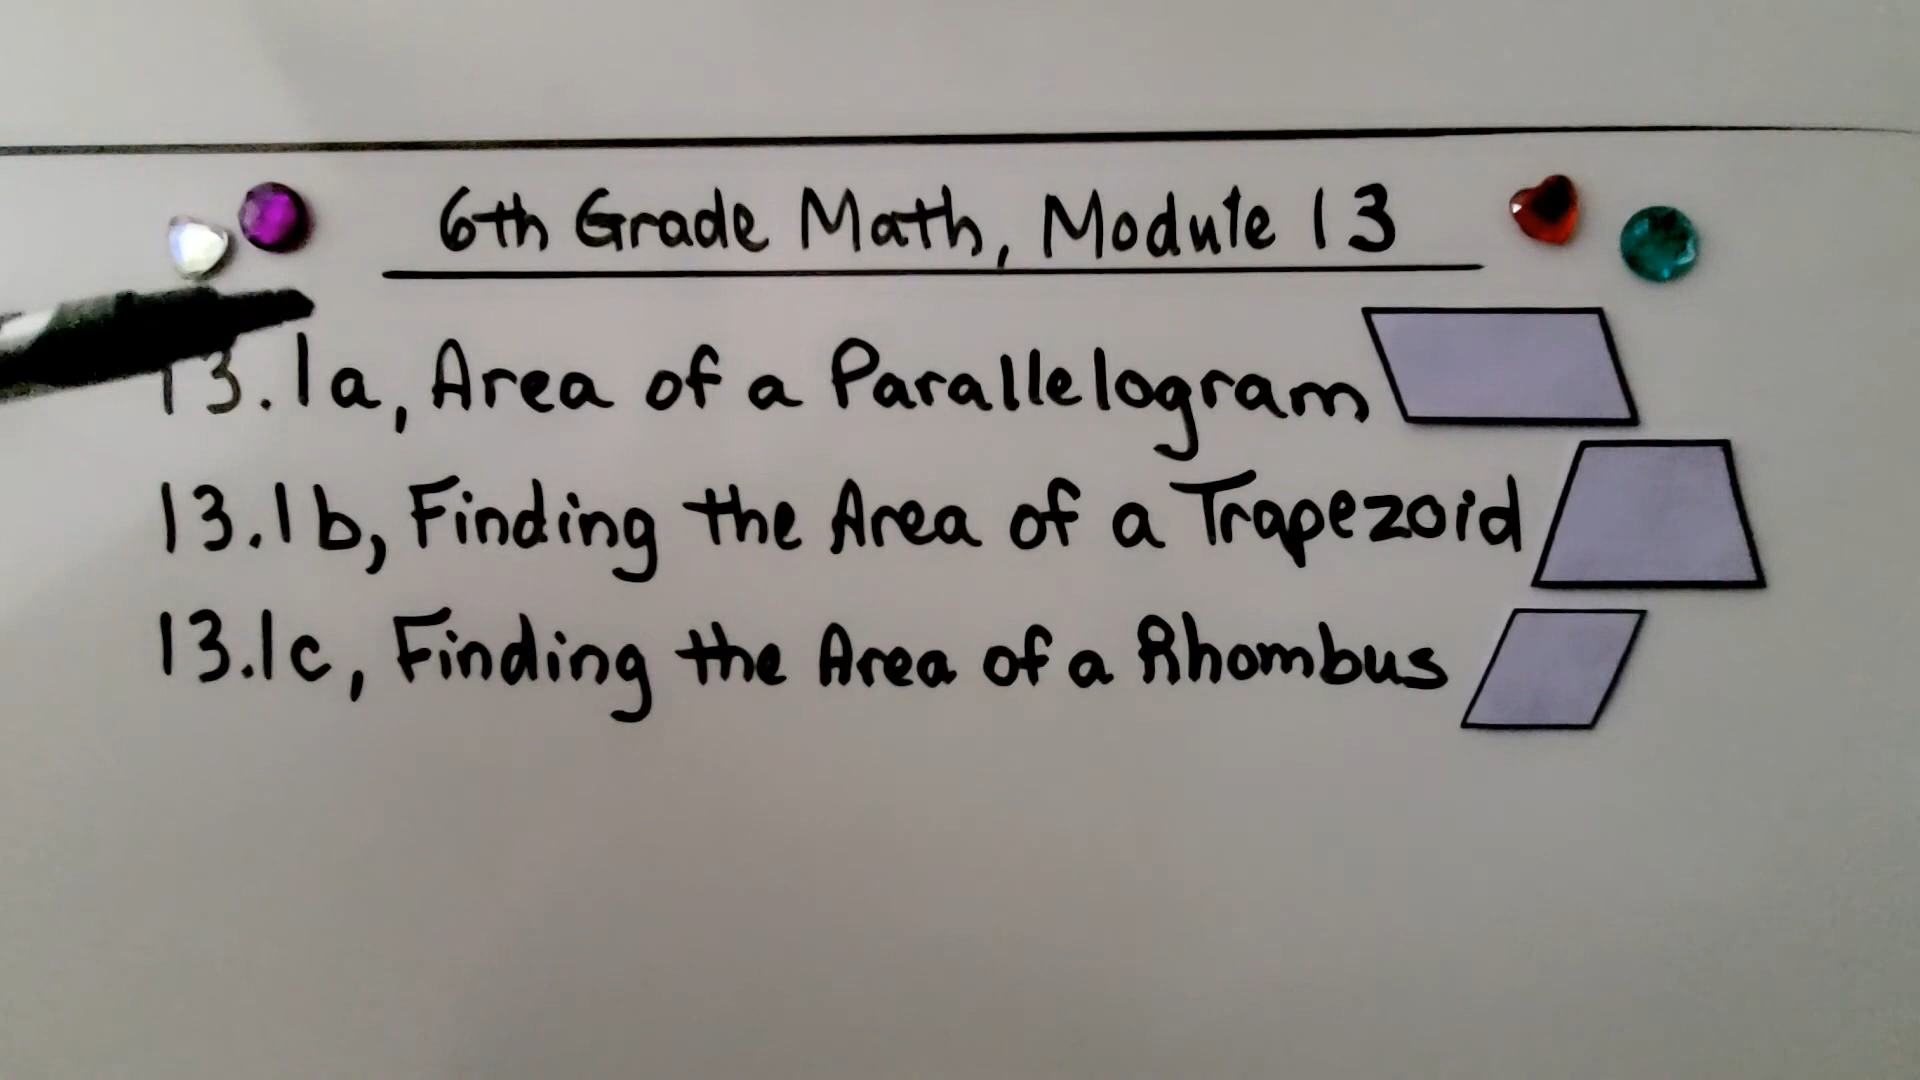 6th Grade Math, Module 13
13.1a, Area of a Parallelogram
13.1b, Finding the Area of a Trapezoid
13.1c, Finding the Area of a Rhombus